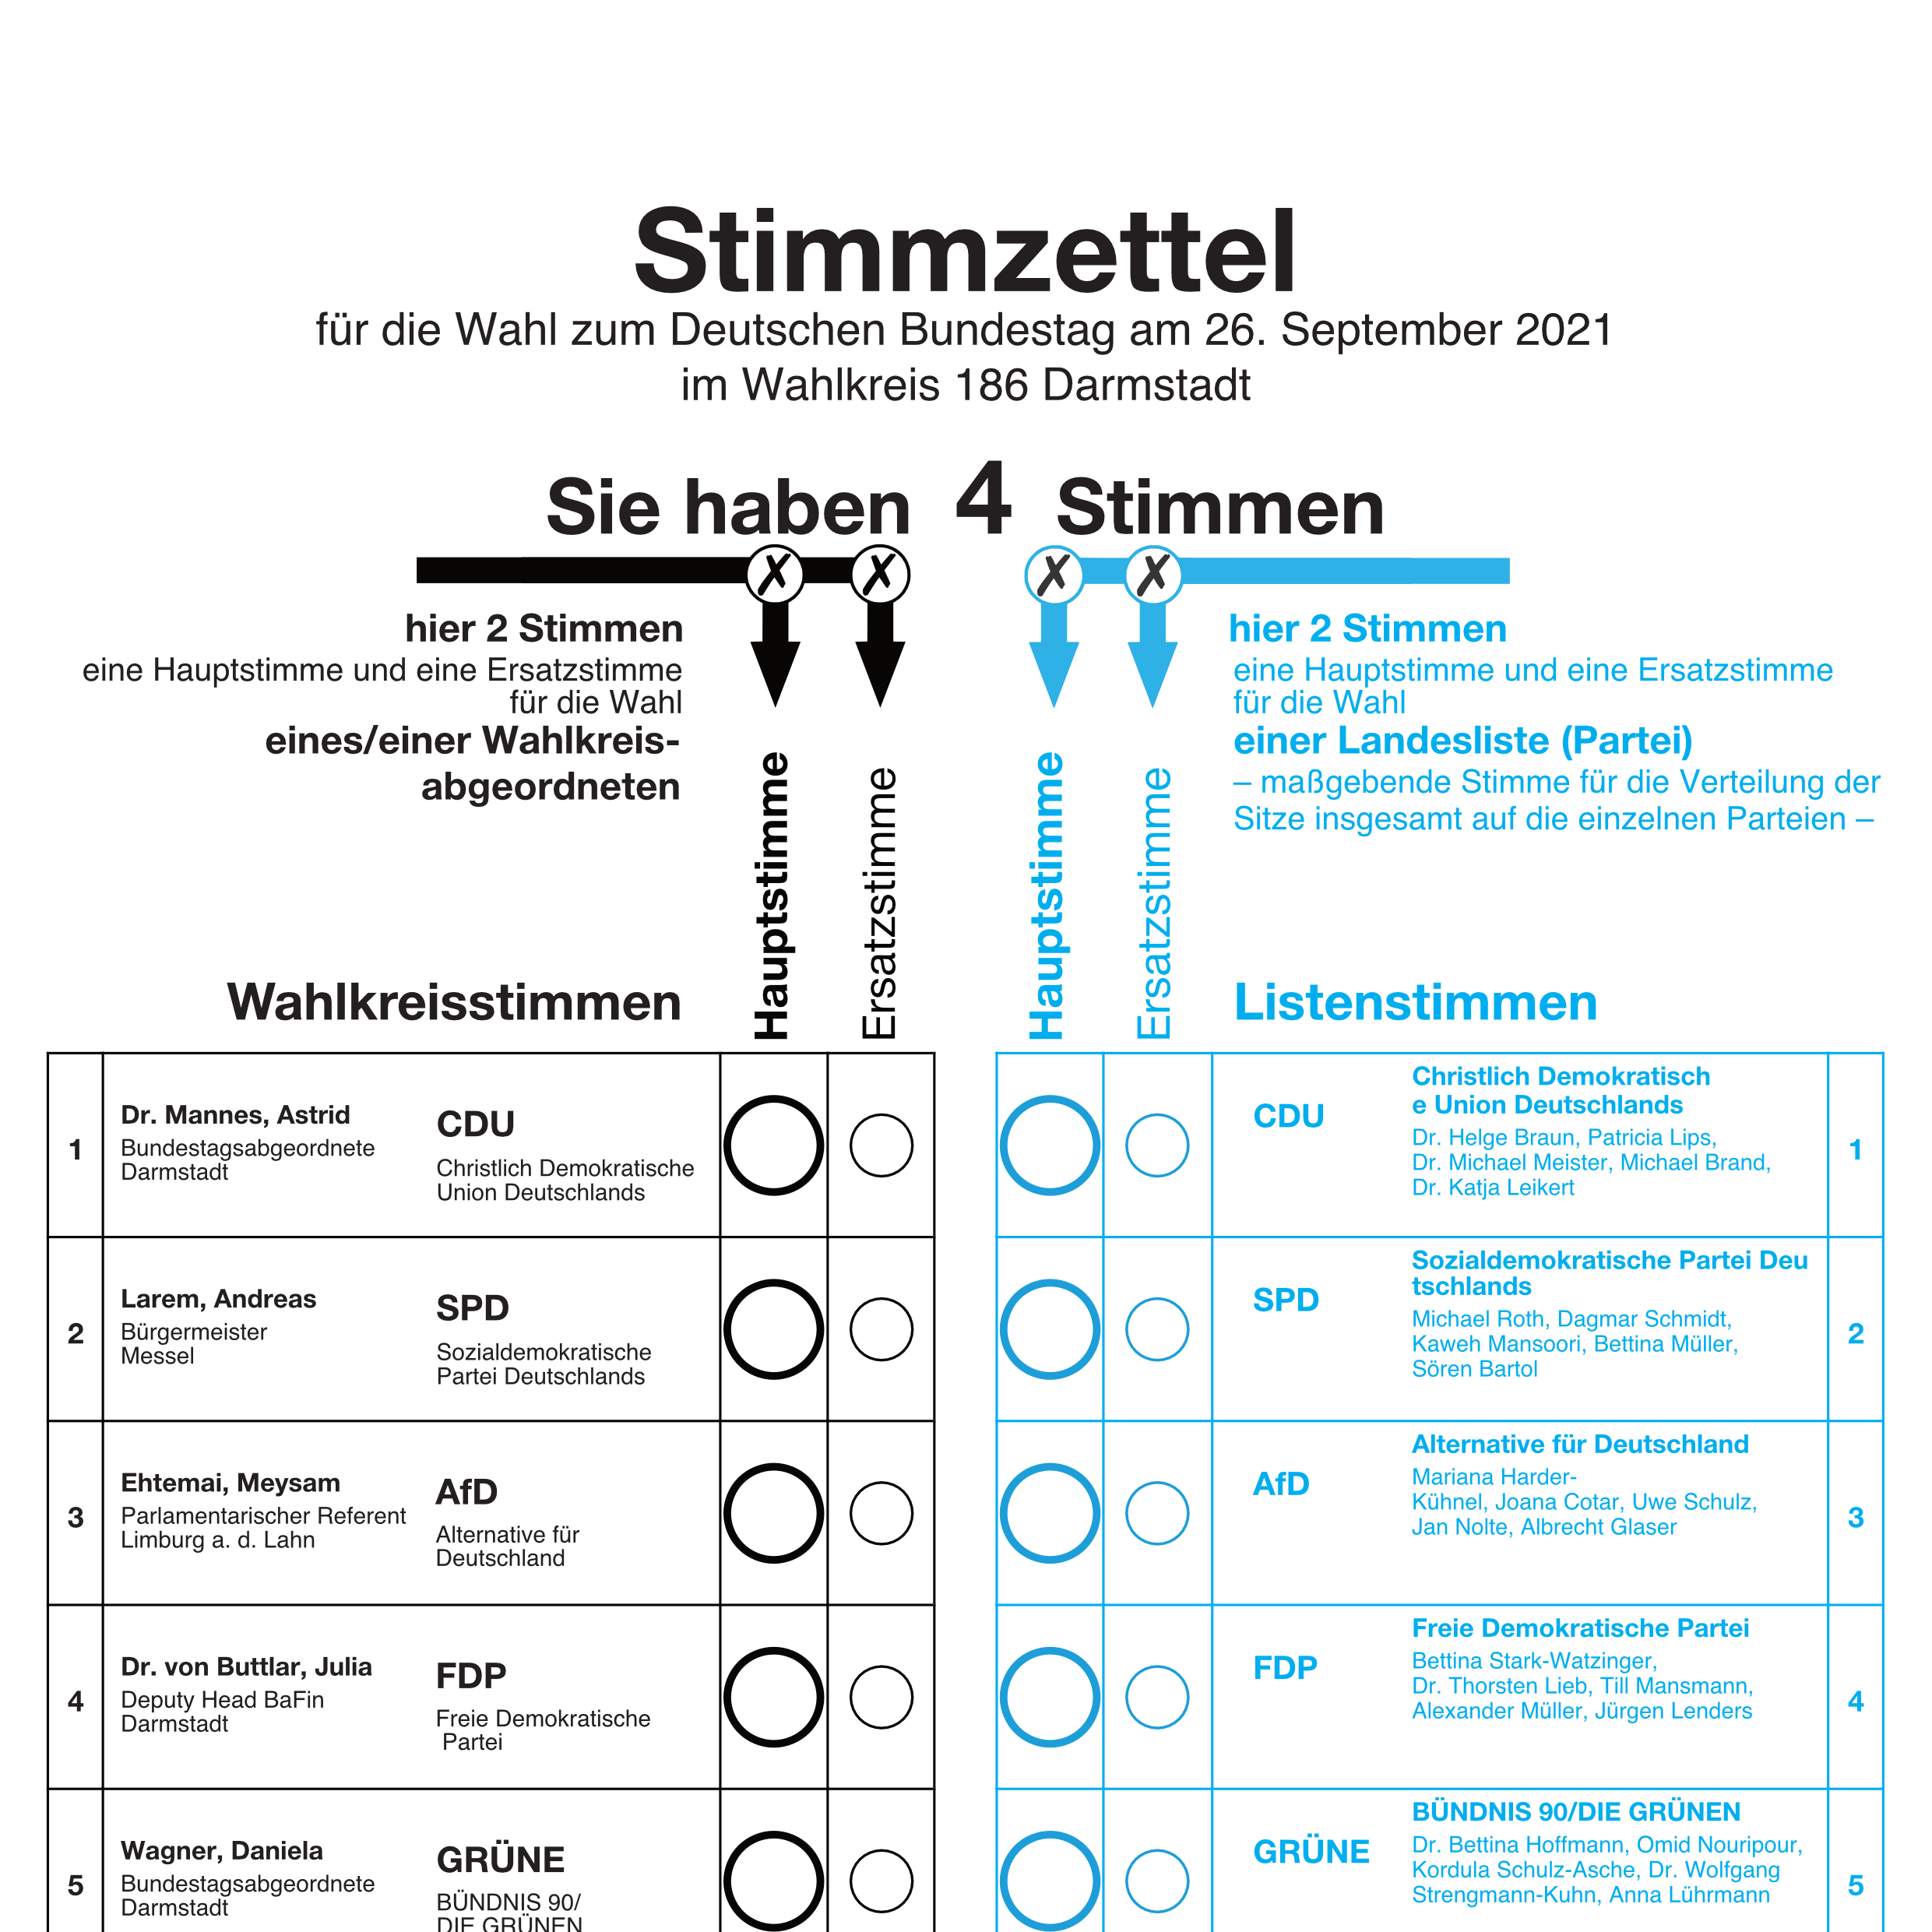 Stimmzettel
für die Wahl zum Deutschen Bundestag am 26. September 2021
im Wahlkreis 186 Darmstadt
Sie haben 4 Stimmen
hier 2 Stimmen
eine Hauptstimme und eine Ersatzstimme
für die Wahl
eines/einer Wahlkreis-
abgeordneten
hier 2 Stimmen
eine Hauptstimme und eine Ersatzstimme
für die Wahl
einer Landesliste (Partei)
– maßgebende Stimme für die Verteilung der
Sitze insgesamt auf die einzelnen Parteien –
Wahlkreisstimmen
Hauptstimme
Ersatzstimme
Hauptstimme
Ersatzstimme
Listenstimmen
1
Dr. Mannes, Astrid
Bundestagsabgeordnete
Darmstadt
CDU
Christlich Demokratische
Union Deutschlands
CDU
Christlich Demokratisch
e Union Deutschlands
Dr. Helge Braun, Patricia Lips,
Dr. Michael Meister, Michael Brand,
Dr. Katja Leikert
1
2
Larem, Andreas
Bürgermeister
Messel
SPD
Sozialdemokratische
Partei Deutschlands
SPD
Sozialdemokratische Partei Deu
tschlands
Michael Roth, Dagmar Schmidt,
Kaweh Mansoori, Bettina Müller,
Sören Bartol
2
3
Ehtemai, Meysam
Parlamentarischer Referent
Limburg a. d. Lahn
AfD
Alternative für
Deutschland
AfD
Alternative für Deutschland
Mariana Harder-
Kühnel, Joana Cotar, Uwe Schulz,
Jan Nolte, Albrecht Glaser
3
4
Dr. von Buttlar, Julia
Deputy Head BaFin
Darmstadt
FDP
Freie Demokratische
Partei
FDP
Freie Demokratische Partei
Bettina Stark-Watzinger,
Dr. Thorsten Lieb, Till Mansmann,
Alexander Müller, Jürgen Lenders
4
5
Wagner, Daniela
Bundestagsabgeordnete
Darmstadt
GRÜNE
BÜNDNIS 90/
DIE GRÜNEN
GRÜNE
BÜNDNIS 90/DIE GRÜNEN
Dr. Bettina Hoffmann, Omid Nouripour,
Kordula Schulz-Asche, Dr. Wolfgang
Strengmann-Kuhn, Anna Lührmann
5